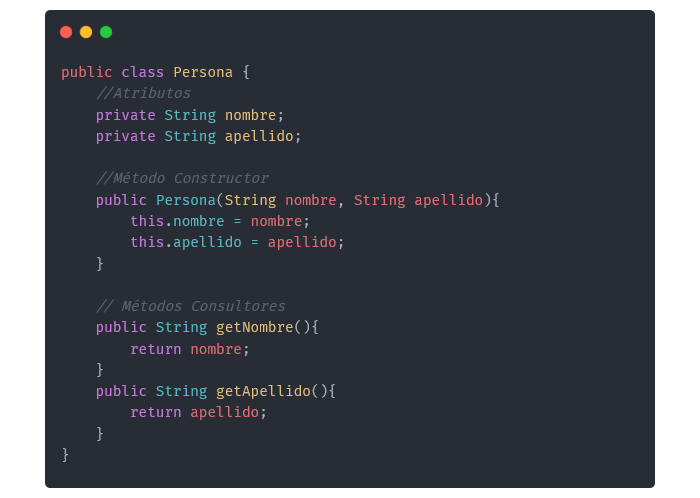 public class Persona {
    //Atributos
    private String nombre;
    private String apellido;

    //Método Constructor
    public Persona(String nombre, String apellido){
        this.nombre = nombre;
        this.apellido = apellido;
    }

    // Métodos Consultores
    public String getNombre(){
        return nombre;
    }
    public String getApellido(){
        return apellido;
    }
}